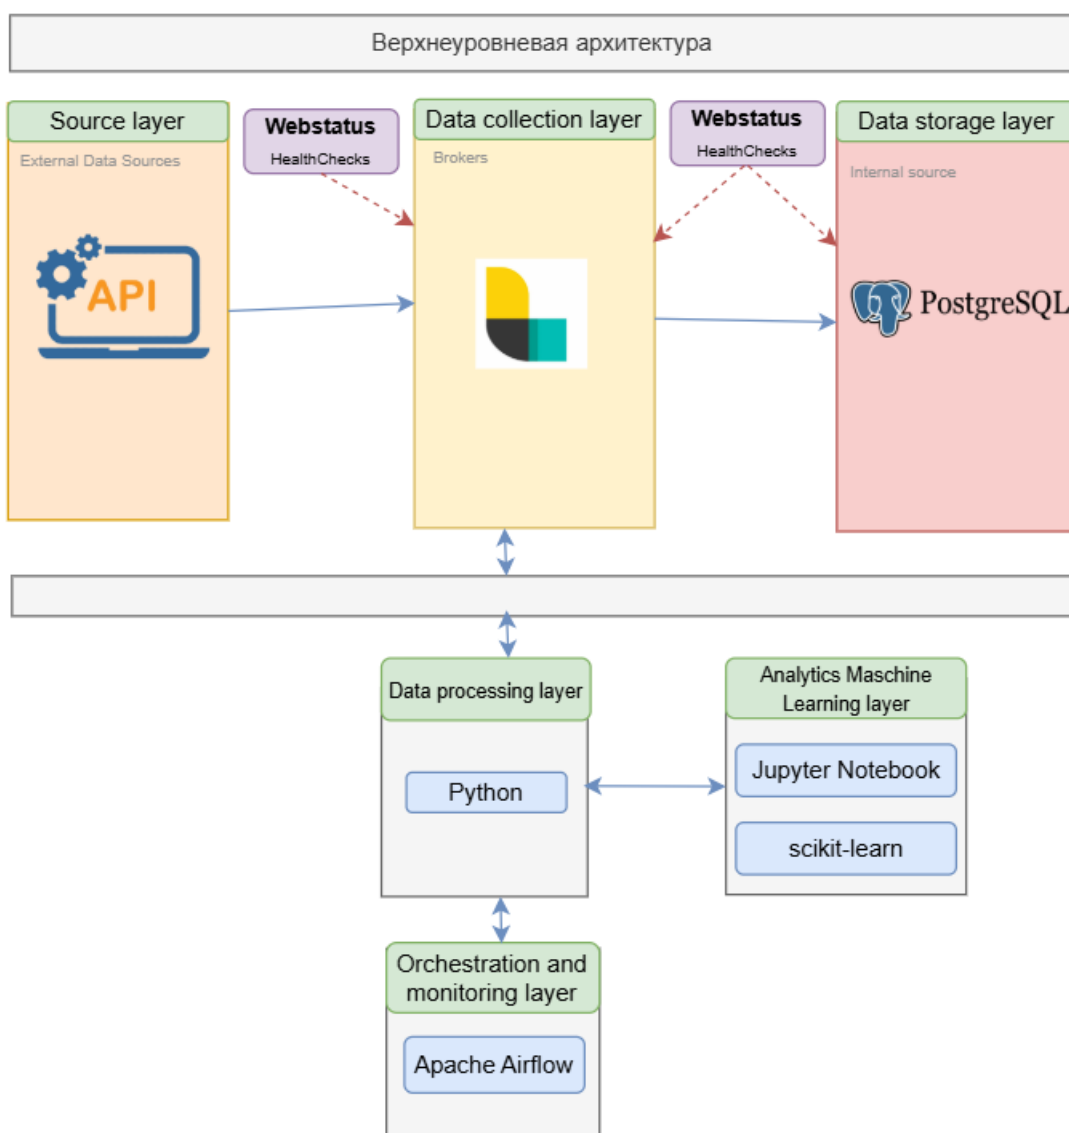 Верхнеуровневая архитектура
Source layer
External Data Sources
API
Webstatus
HealthChecks
Data collection layer
Brokers
Webstatus
HealthChecks
Data storage layer
Internal source
PostgreSQL
Data processing layer
Python
Analytics Maschine
Learning layer
Jupyter Notebook
scikit-learn
Orchestration and
monitoring layer
Apache Airflow